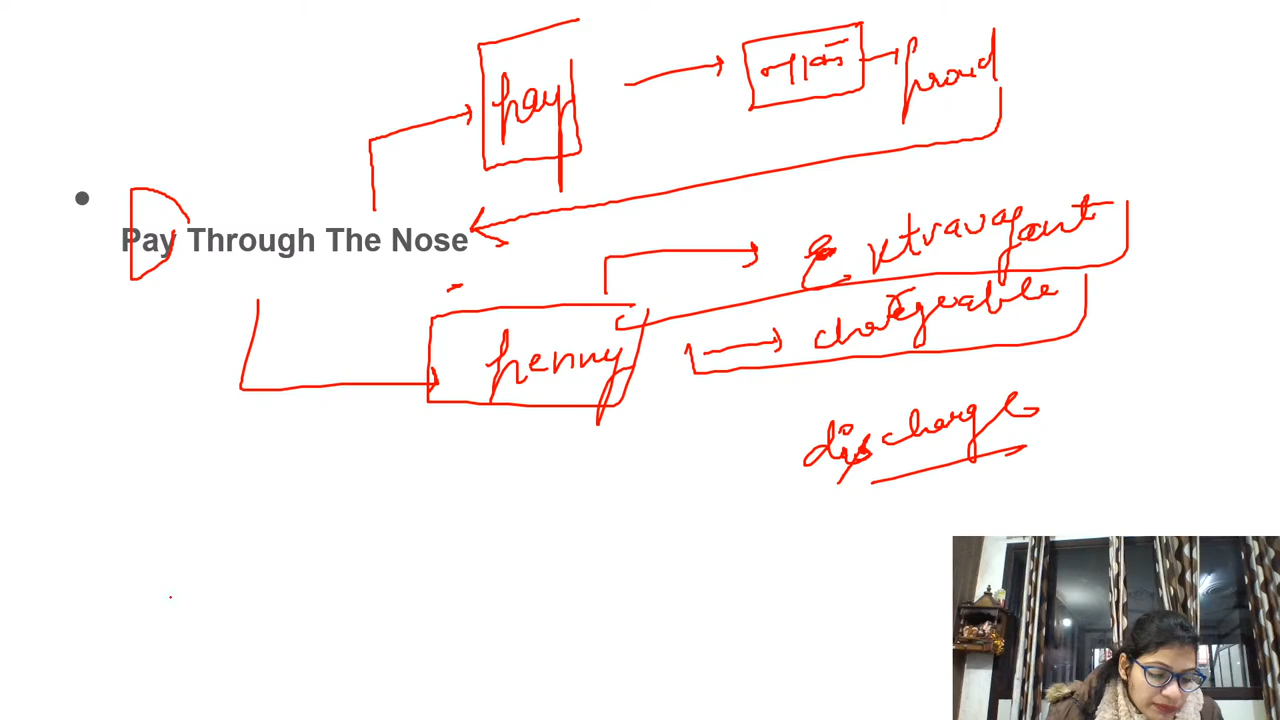 pay
proud
Pay Through The Nose
Extravagant
penny
chargeable
discharge